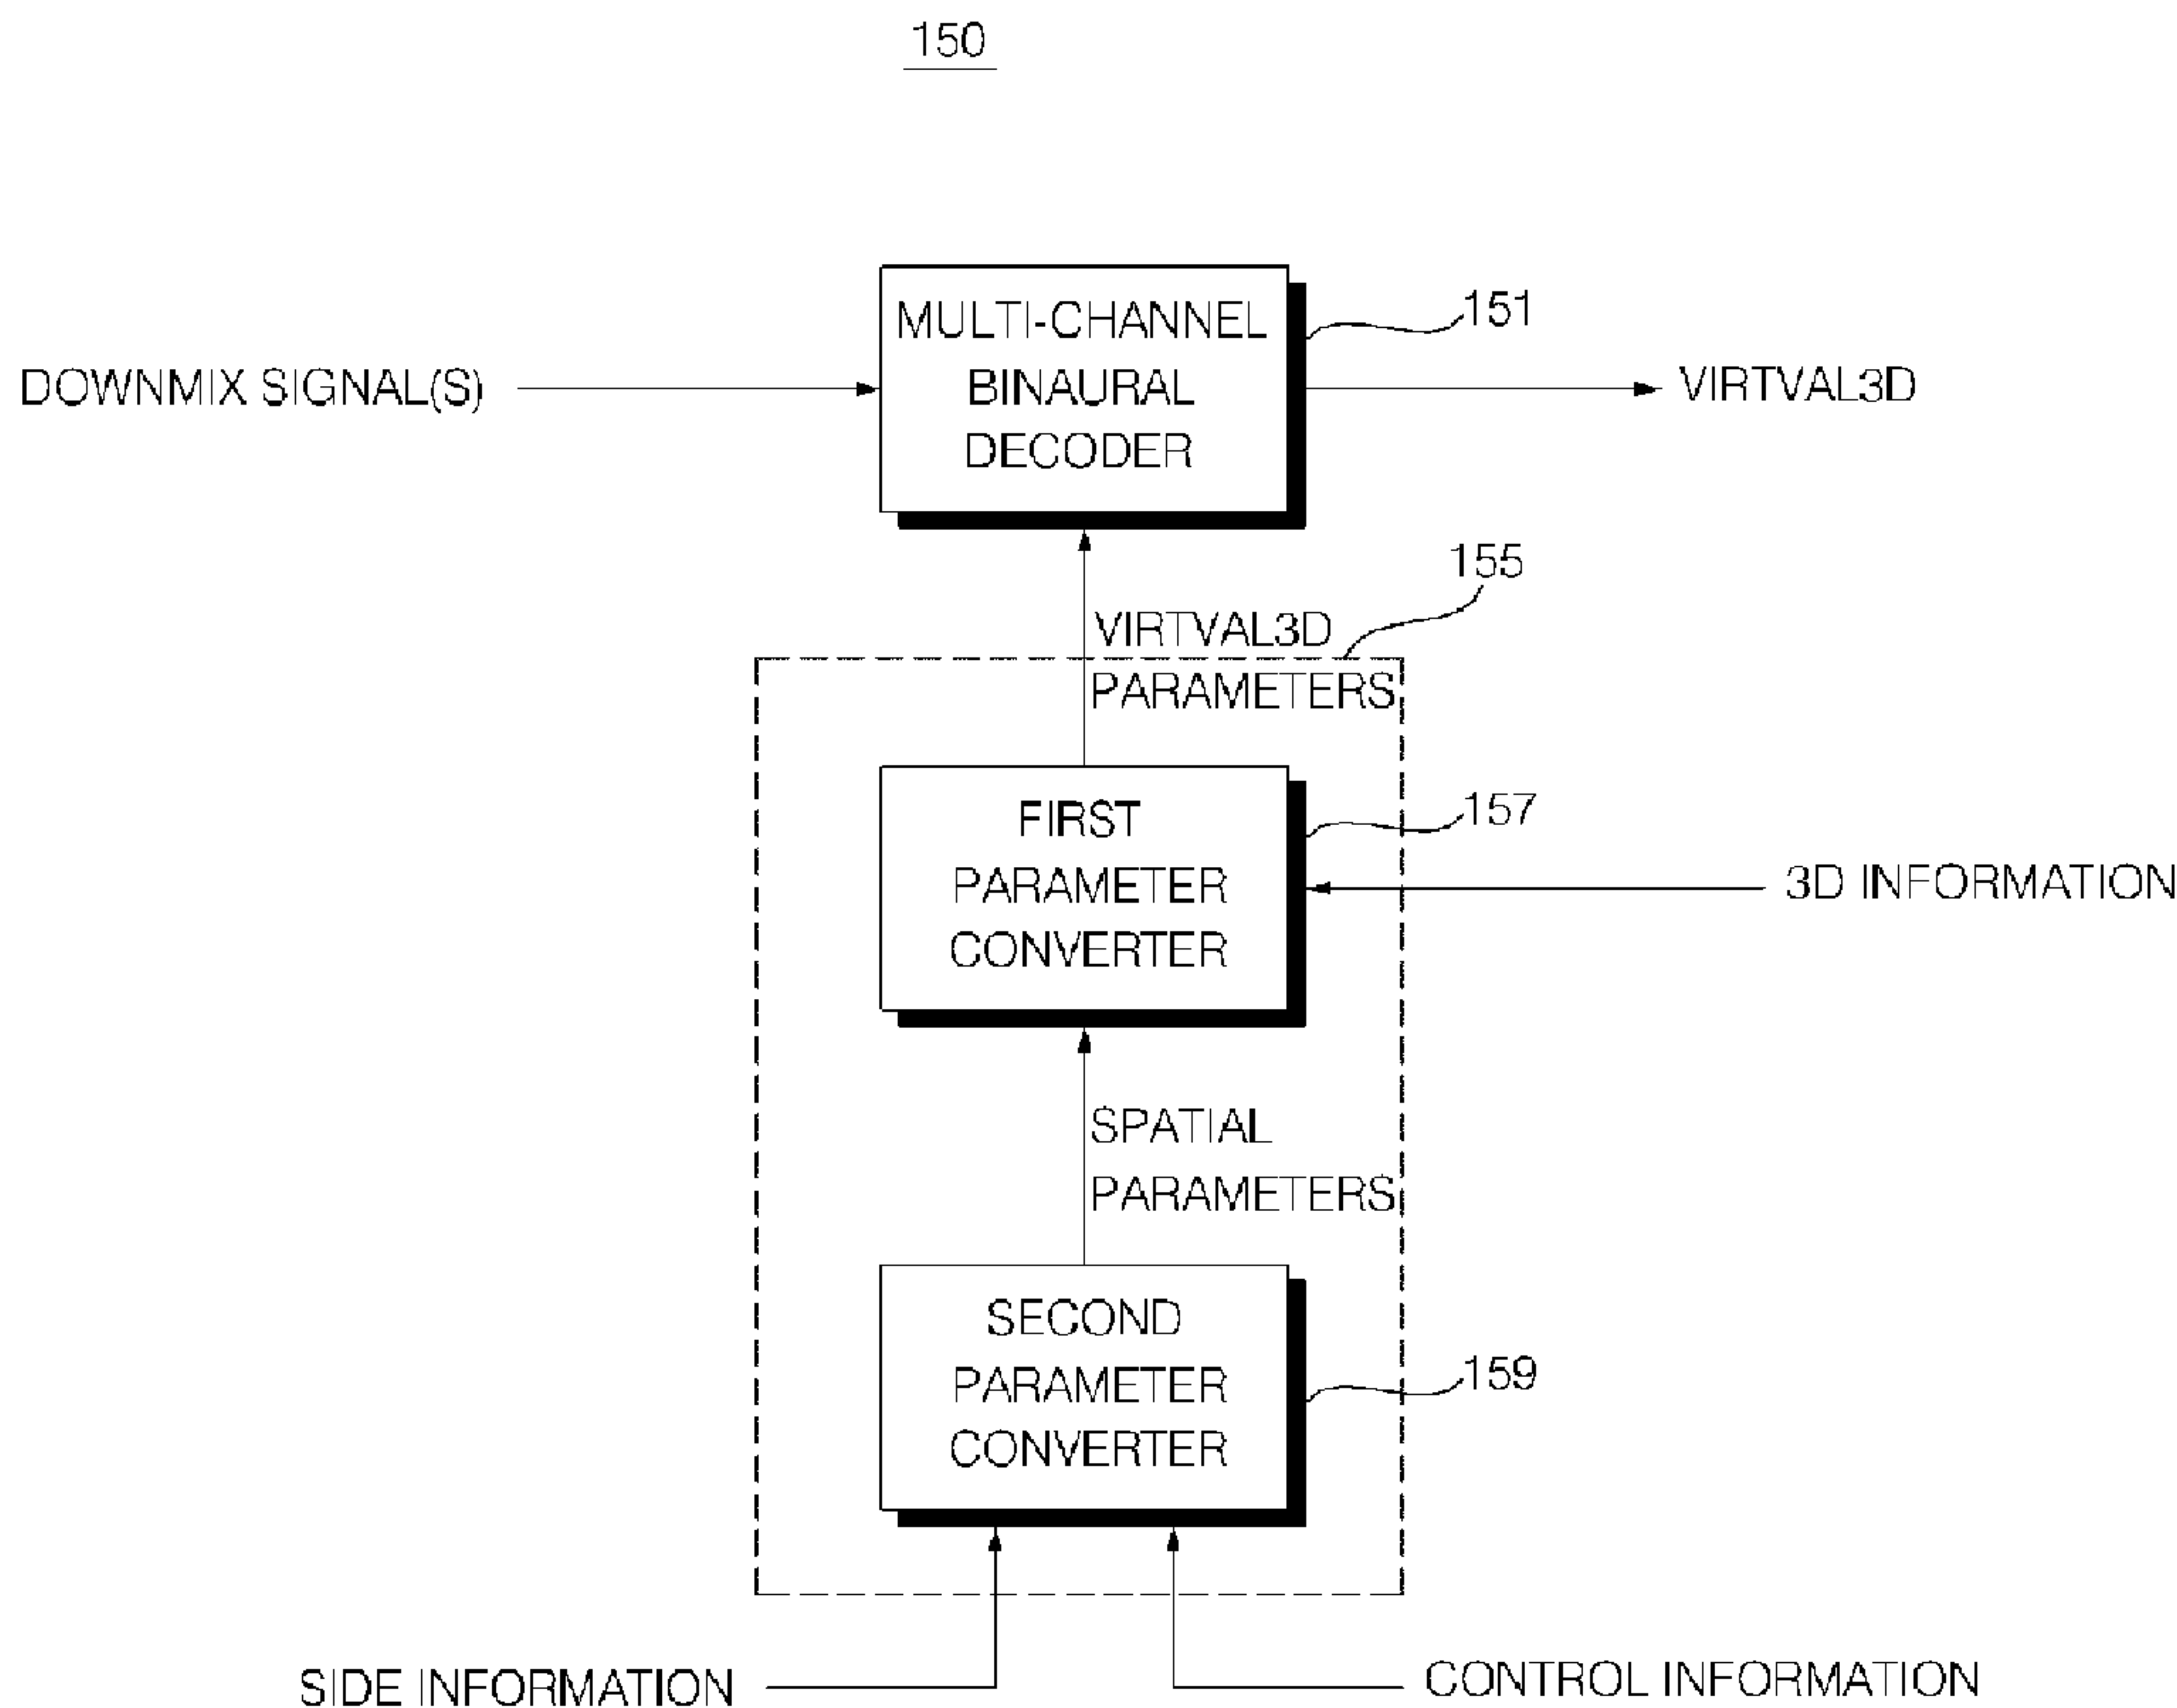 150
MULTI-CHANNEL
BINAURAL
DECODER
151
DOWNMIX SIGNAL(S)
VIRTVAL3D
155
VIRTVAL3D
PARAMETERS
FIRST
PARAMETER
CONVERTER
157
3D INFORMATION
SPATIAL
PARAMETERS
SECOND
PARAMETER
CONVERTER
159
SIDE INFORMATION
CONTROL INFORMATION